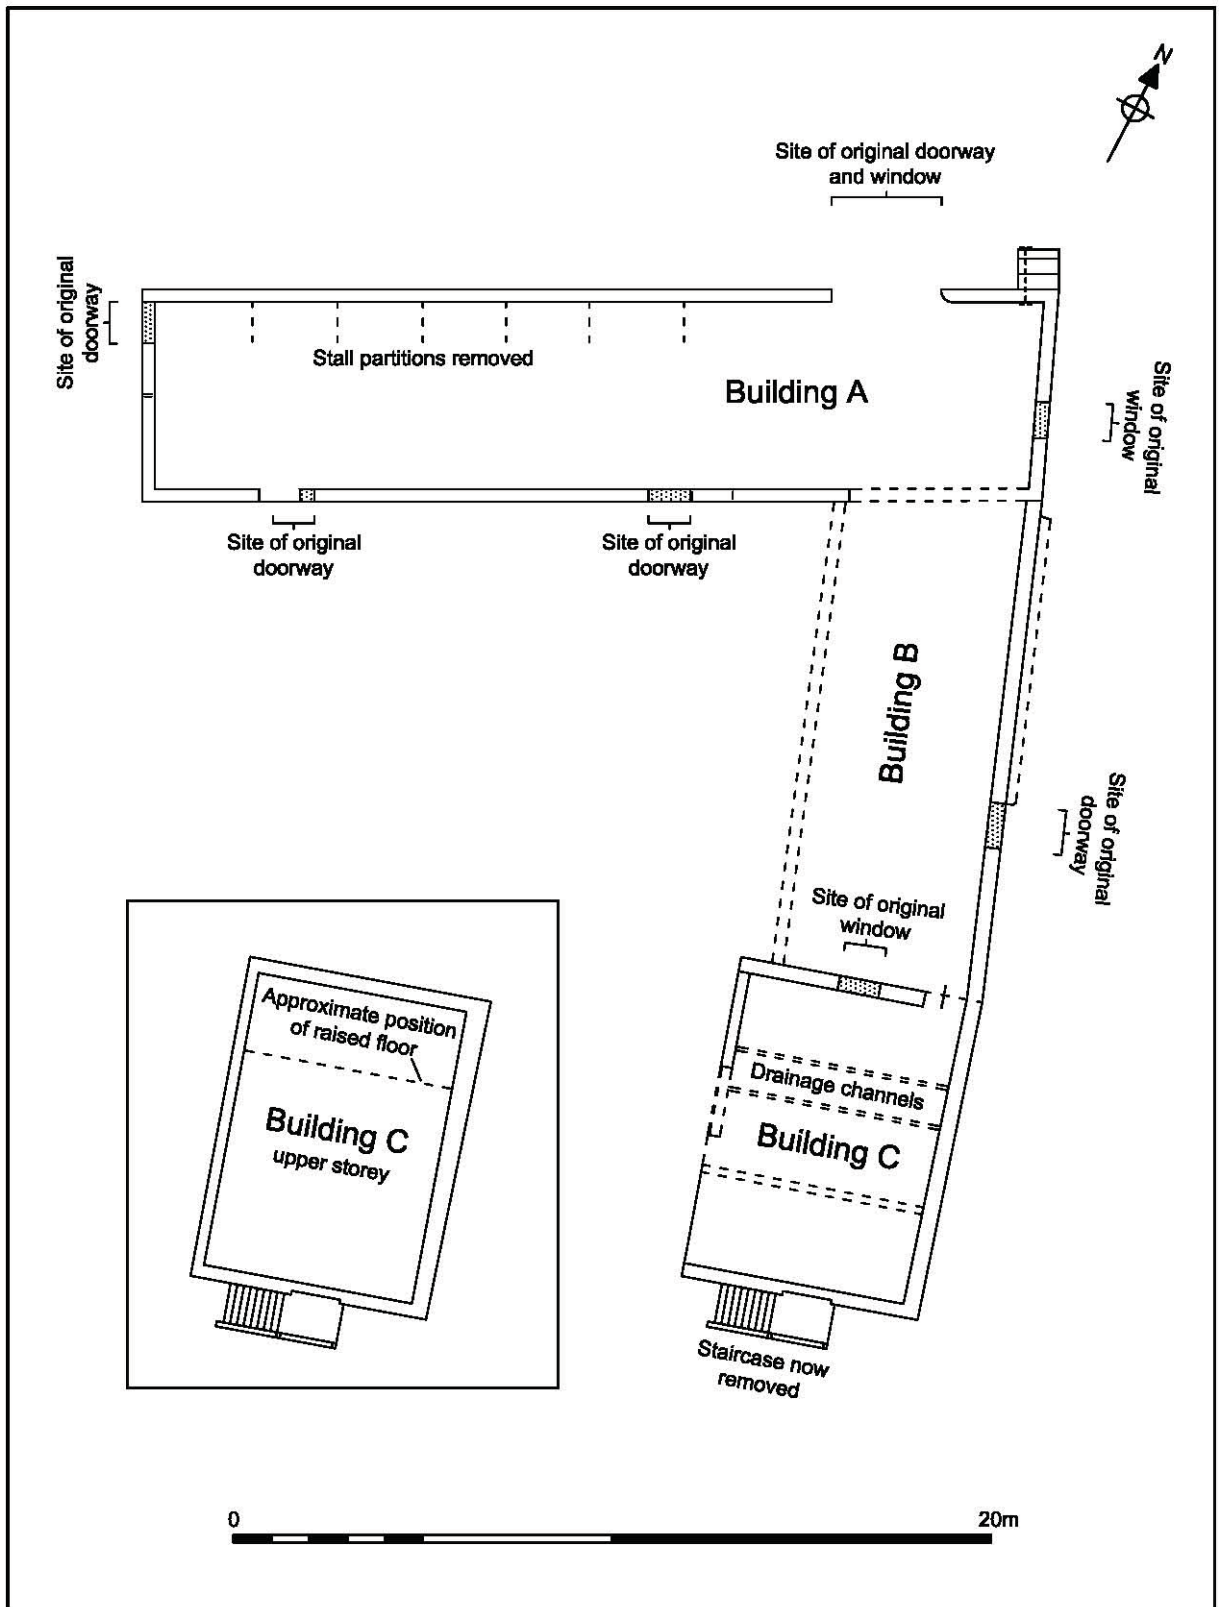 N
Site of original doorway
and window
Site of original
doorway
Stall partitions removed
Building A
Site of original
window
Site of original
doorway
Site of original
doorway
Building B
Site of original
doorway
Site of original
window
Approximate position
of raised floor
Building C
upper storey
Drainage channels
Building C
Staircase now
removed
0
20m